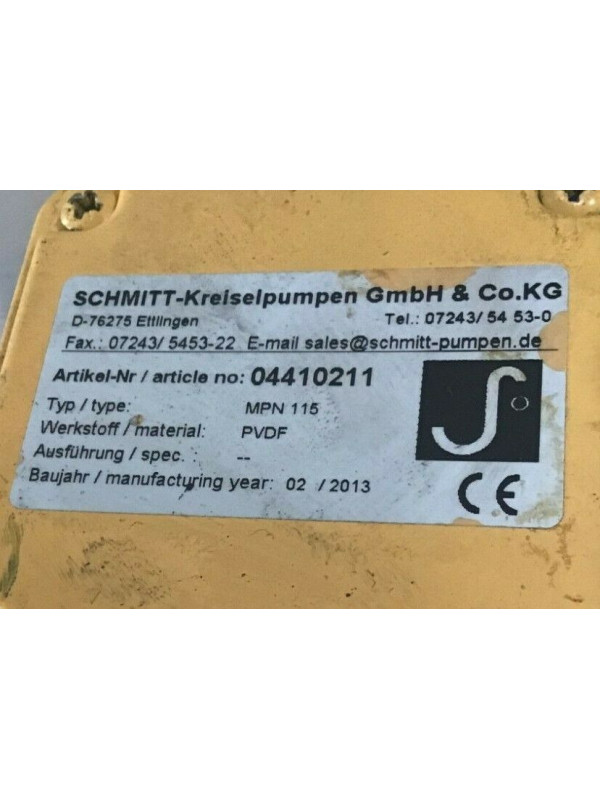 SCHMITT-Kreiselpumpen GmbH & Co.KG
D-76275 Ettlingen Tel.: 07243/ 54 53-0
Fax.: 07243/ 5453-22 E-mail sales@schmitt-pumpen.de
Artikel-Nr / article no: 04410211
Typ / type: MPN 115
Werkstoff / material: PVDF
Ausführung / spec. --
Baujahr / manufacturing year: 02 / 2013
CE